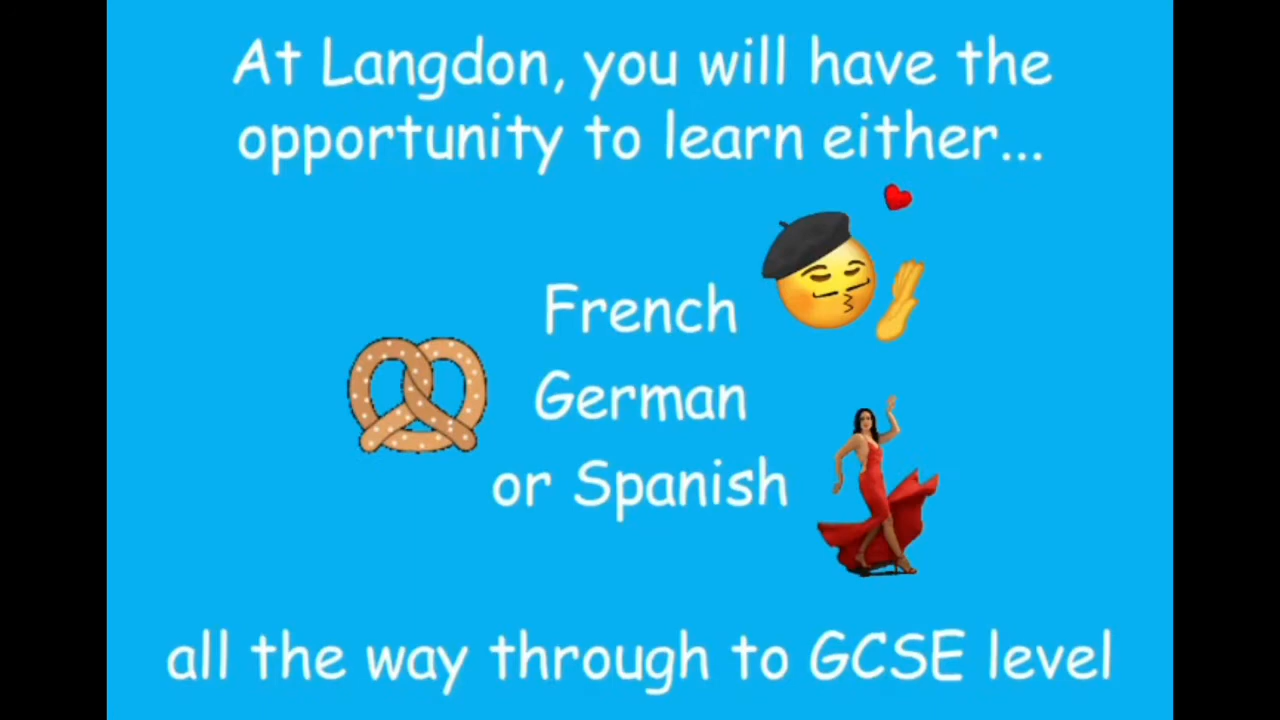 At Langdon, you will have the
opportunity to learn either...
French
German
or Spanish
all the way through to GCSE level